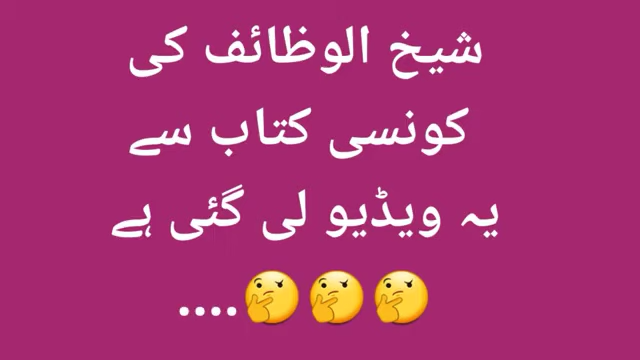 شیخ الوظائف کی
کونسی کتاب سے
یہ ویڈیو لی گئی ہے
🤔🤔🤔....